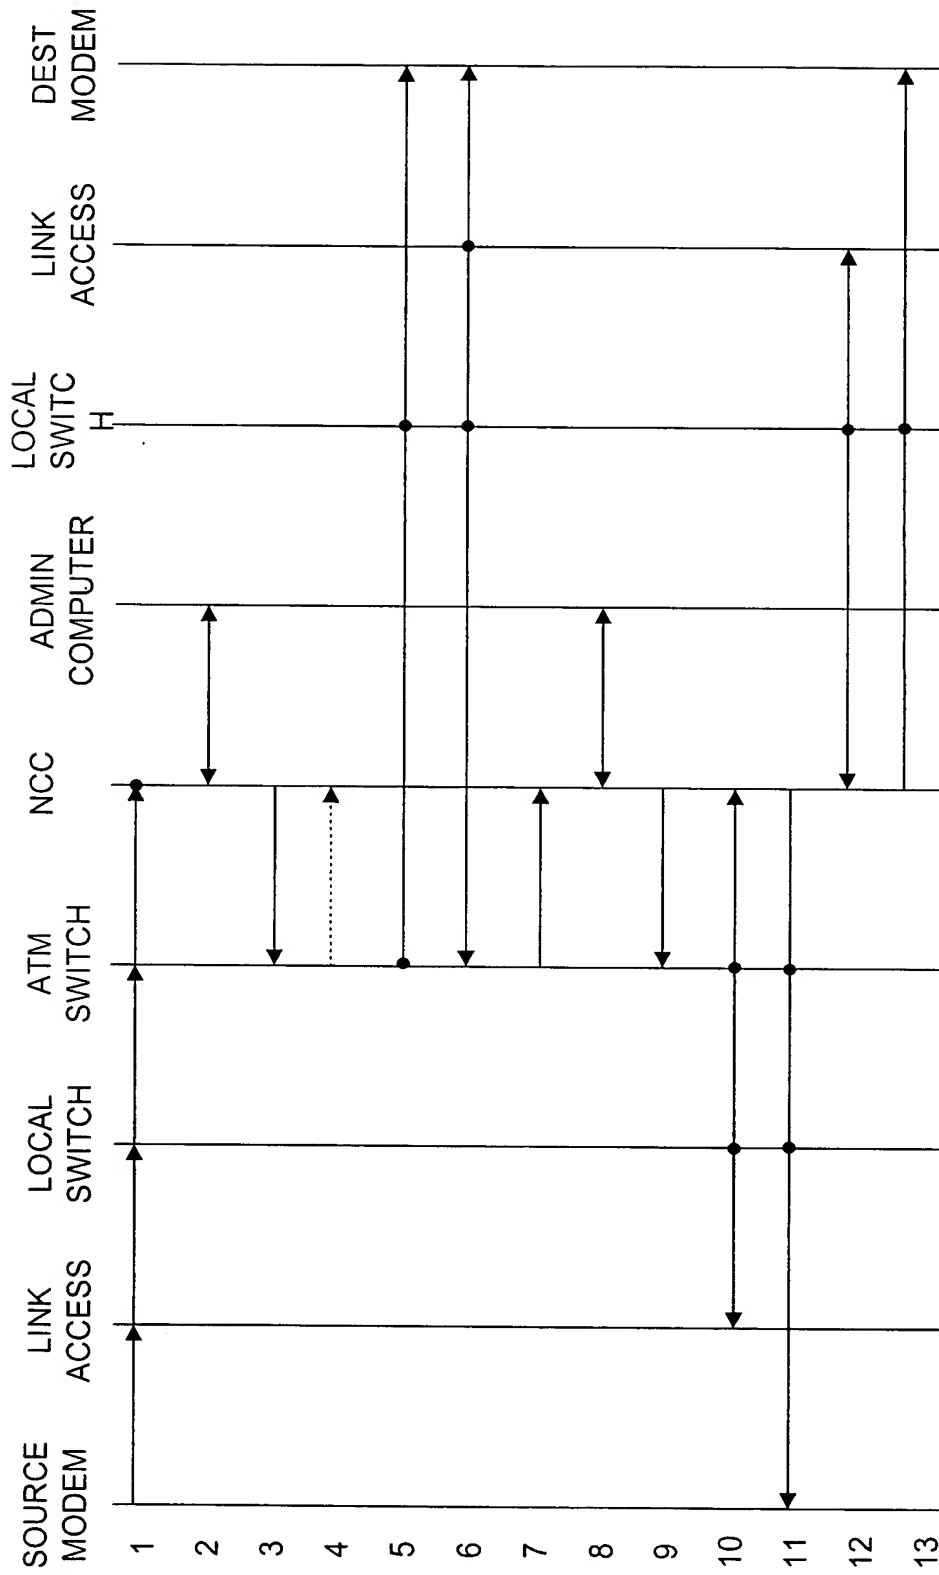 SOURCE
MODEM
LINK
ACCESS
LOCAL
SWITCH
ATM
SWITCH
NCC
ADMIN
COMPUTER
LOCAL
SWITC
H
LINK
ACCESS
DEST
MODEM
1
2
3
4
5
6
7
8
9
10
11
12
13